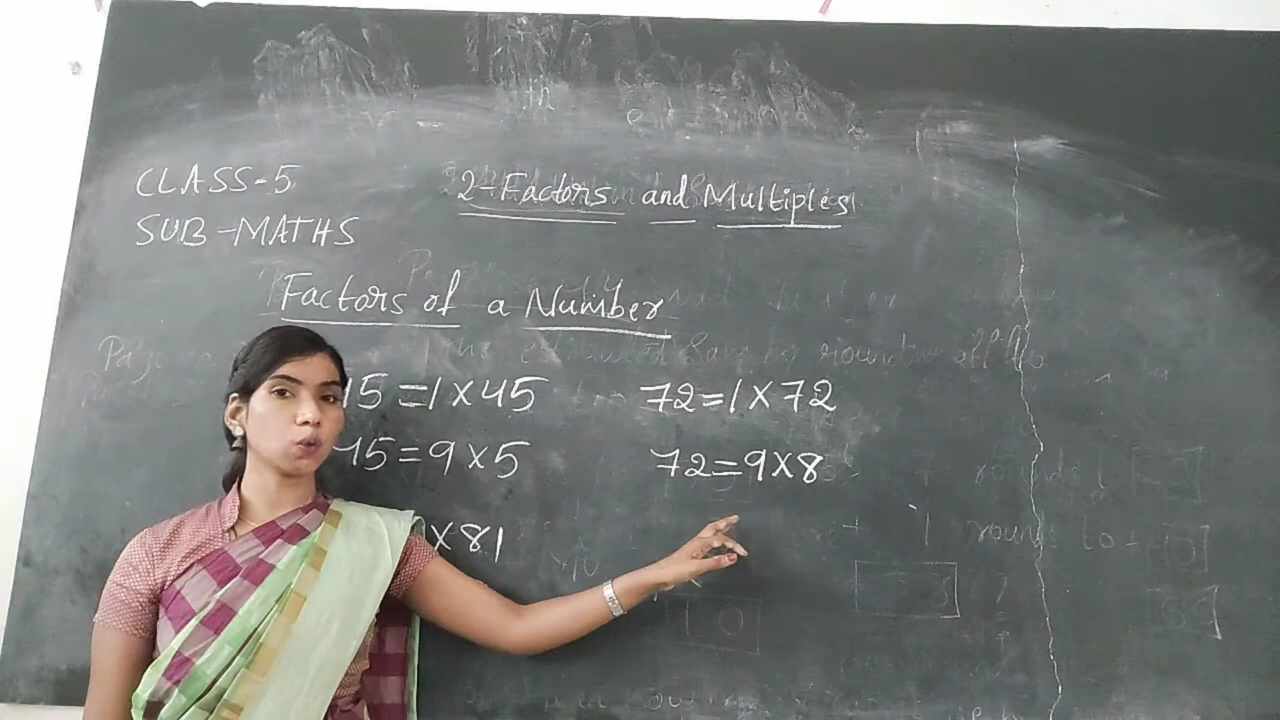 CLASS-5
2-Factors and Multiples
SUB-MATHS
Factors of a Number
45=1×45
72=1×72
45=9×5
72=9×8
×81